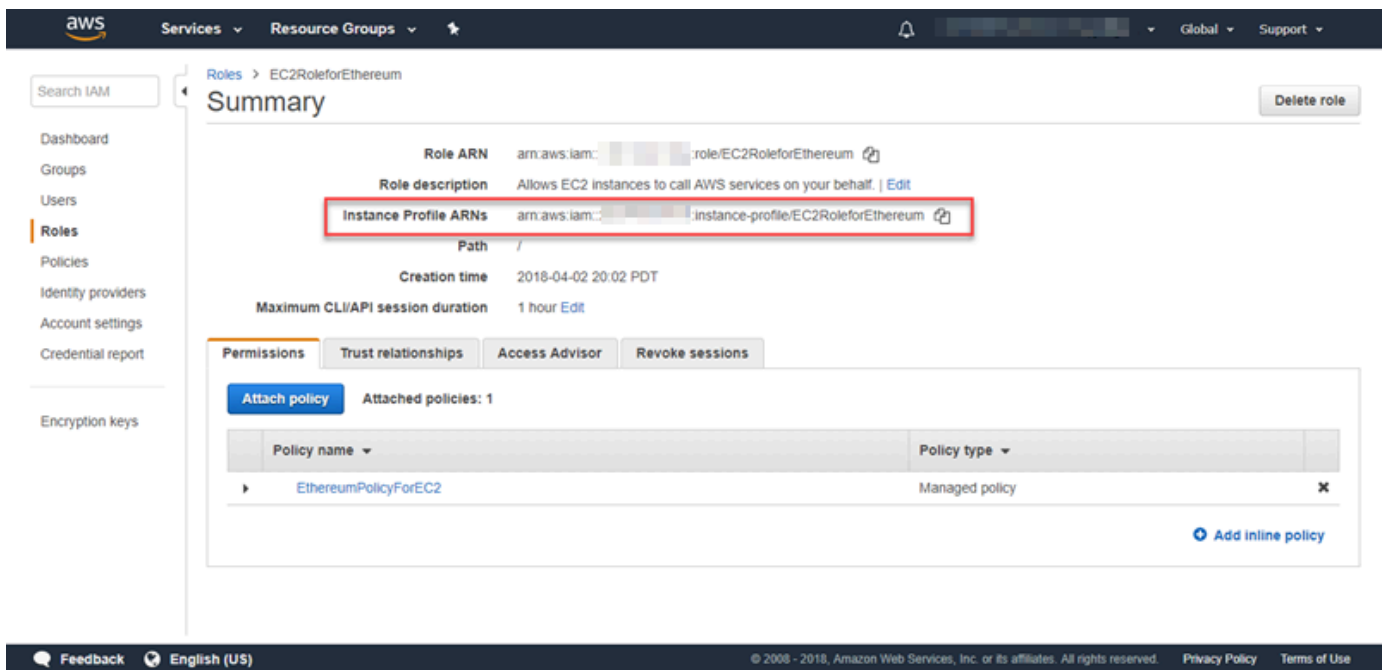 aws Services Resource Groups Global Support
Search IAM
Dashboard
Groups
Users
Roles
Policies
Identity providers
Account settings
Credential report
Encryption keys
Roles > EC2RoleforEthereum
Summary
Delete role
Role ARN arn:aws:iam:: :role/EC2RoleforEthereum
Role description Allows EC2 instances to call AWS services on your behalf. | Edit
Instance Profile ARNs arn:aws:iam:: :instance-profile/EC2RoleforEthereum
Path /
Creation time 2018-04-02 20:02 PDT
Maximum CLI/API session duration 1 hour Edit
Permissions Trust relationships Access Advisor Revoke sessions
Attach policy Attached policies: 1
Policy name Policy type
EthereumPolicyForEC2 Managed policy
Add inline policy
Feedback English (US) © 2008 - 2018, Amazon Web Services, Inc. or its affiliates. All rights reserved. Privacy Policy Terms of Use